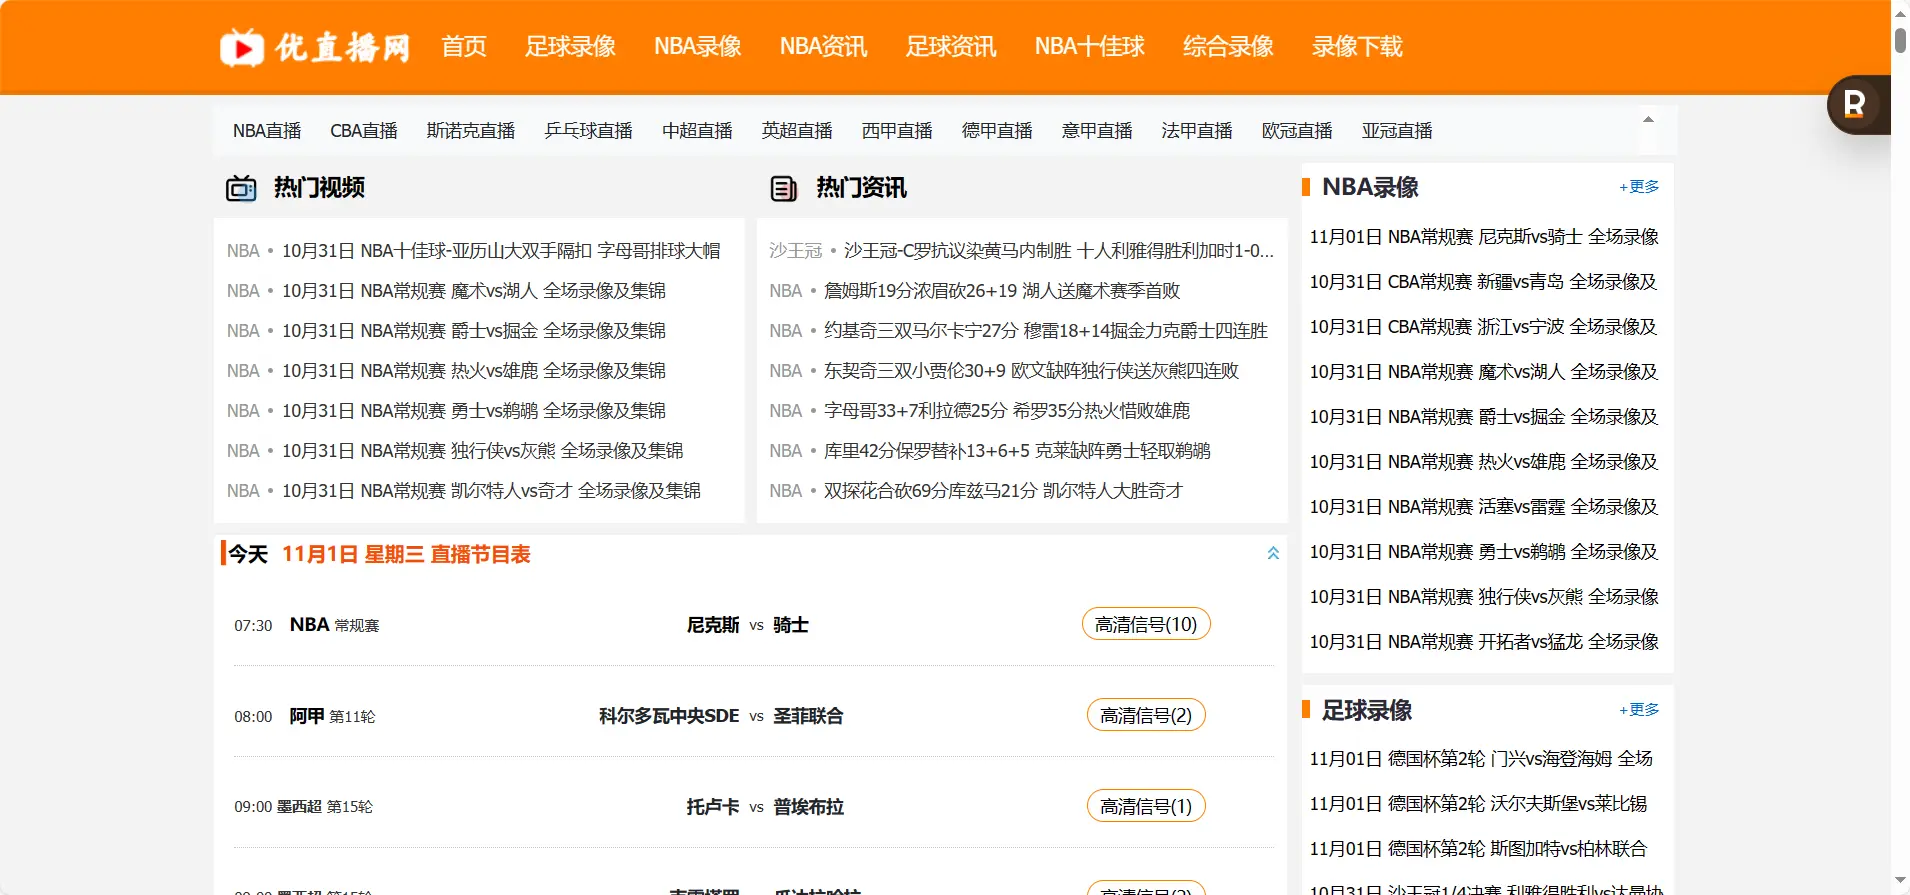 优直播网 首页 足球录像 NBA录像 NBA资讯 足球资讯 NBA十佳球 综合录像 录像下载
R
NBA直播 CBA直播 斯诺克直播 乒乓球直播 中超直播 英超直播 西甲直播 德甲直播 意甲直播 法甲直播 欧冠直播 亚冠直播
热门视频
NBA • 10月31日 NBA十佳球-亚历山大双手隔扣 字母哥排球大帽
NBA • 10月31日 NBA常规赛 魔术vs湖人 全场录像及集锦
NBA • 10月31日 NBA常规赛 爵士vs掘金 全场录像及集锦
NBA • 10月31日 NBA常规赛 热火vs雄鹿 全场录像及集锦
NBA • 10月31日 NBA常规赛 勇士vs鹈鹕 全场录像及集锦
NBA • 10月31日 NBA常规赛 独行侠vs灰熊 全场录像及集锦
NBA • 10月31日 NBA常规赛 凯尔特人vs奇才 全场录像及集锦
热门资讯
沙王冠 • 沙王冠-C罗抗议染黄马内制胜 十人利雅得胜利加时1-0...
NBA • 詹姆斯19分浓眉砍26+19 湖人送魔术赛季首败
NBA • 约基奇三双马尔卡宁27分 穆雷18+14掘金力克爵士四连胜
NBA • 东契奇三双小贾伦30+9 欧文缺阵独行侠送灰熊四连败
NBA • 字母哥33+7利拉德25分 希罗35分热火惜败雄鹿
NBA • 库里42分保罗替补13+6+5 克莱缺阵勇士轻取鹈鹕
NBA • 双探花合砍69分库兹马21分 凯尔特人大胜奇才
今天 11月1日 星期三 直播节目表
07:30 NBA 常规赛 尼克斯 vs 骑士 高清信号(10)
08:00 阿甲 第11轮 科尔多瓦中央SDE vs 圣菲联合 高清信号(2)
09:00 墨西超 第15轮 托卢卡 vs 普埃布拉 高清信号(1)
NBA录像 +更多
11月01日 NBA常规赛 尼克斯vs骑士 全场录像
10月31日 CBA常规赛 新疆vs青岛 全场录像及
10月31日 CBA常规赛 浙江vs宁波 全场录像及
10月31日 NBA常规赛 魔术vs湖人 全场录像及
10月31日 NBA常规赛 爵士vs掘金 全场录像及
10月31日 NBA常规赛 热火vs雄鹿 全场录像及
10月31日 NBA常规赛 活塞vs雷霆 全场录像及
10月31日 NBA常规赛 勇士vs鹈鹕 全场录像及
10月31日 NBA常规赛 独行侠vs灰熊 全场录像
10月31日 NBA常规赛 开拓者vs猛龙 全场录像
足球录像 +更多
11月01日 德国杯第2轮 门兴vs海登海姆 全场
11月01日 德国杯第2轮 沃尔夫斯堡vs莱比锡
11月01日 德国杯第2轮 斯图加特vs柏林联合
10月31日 沙王冠1/4决赛 利雅得胜利vs达曼协